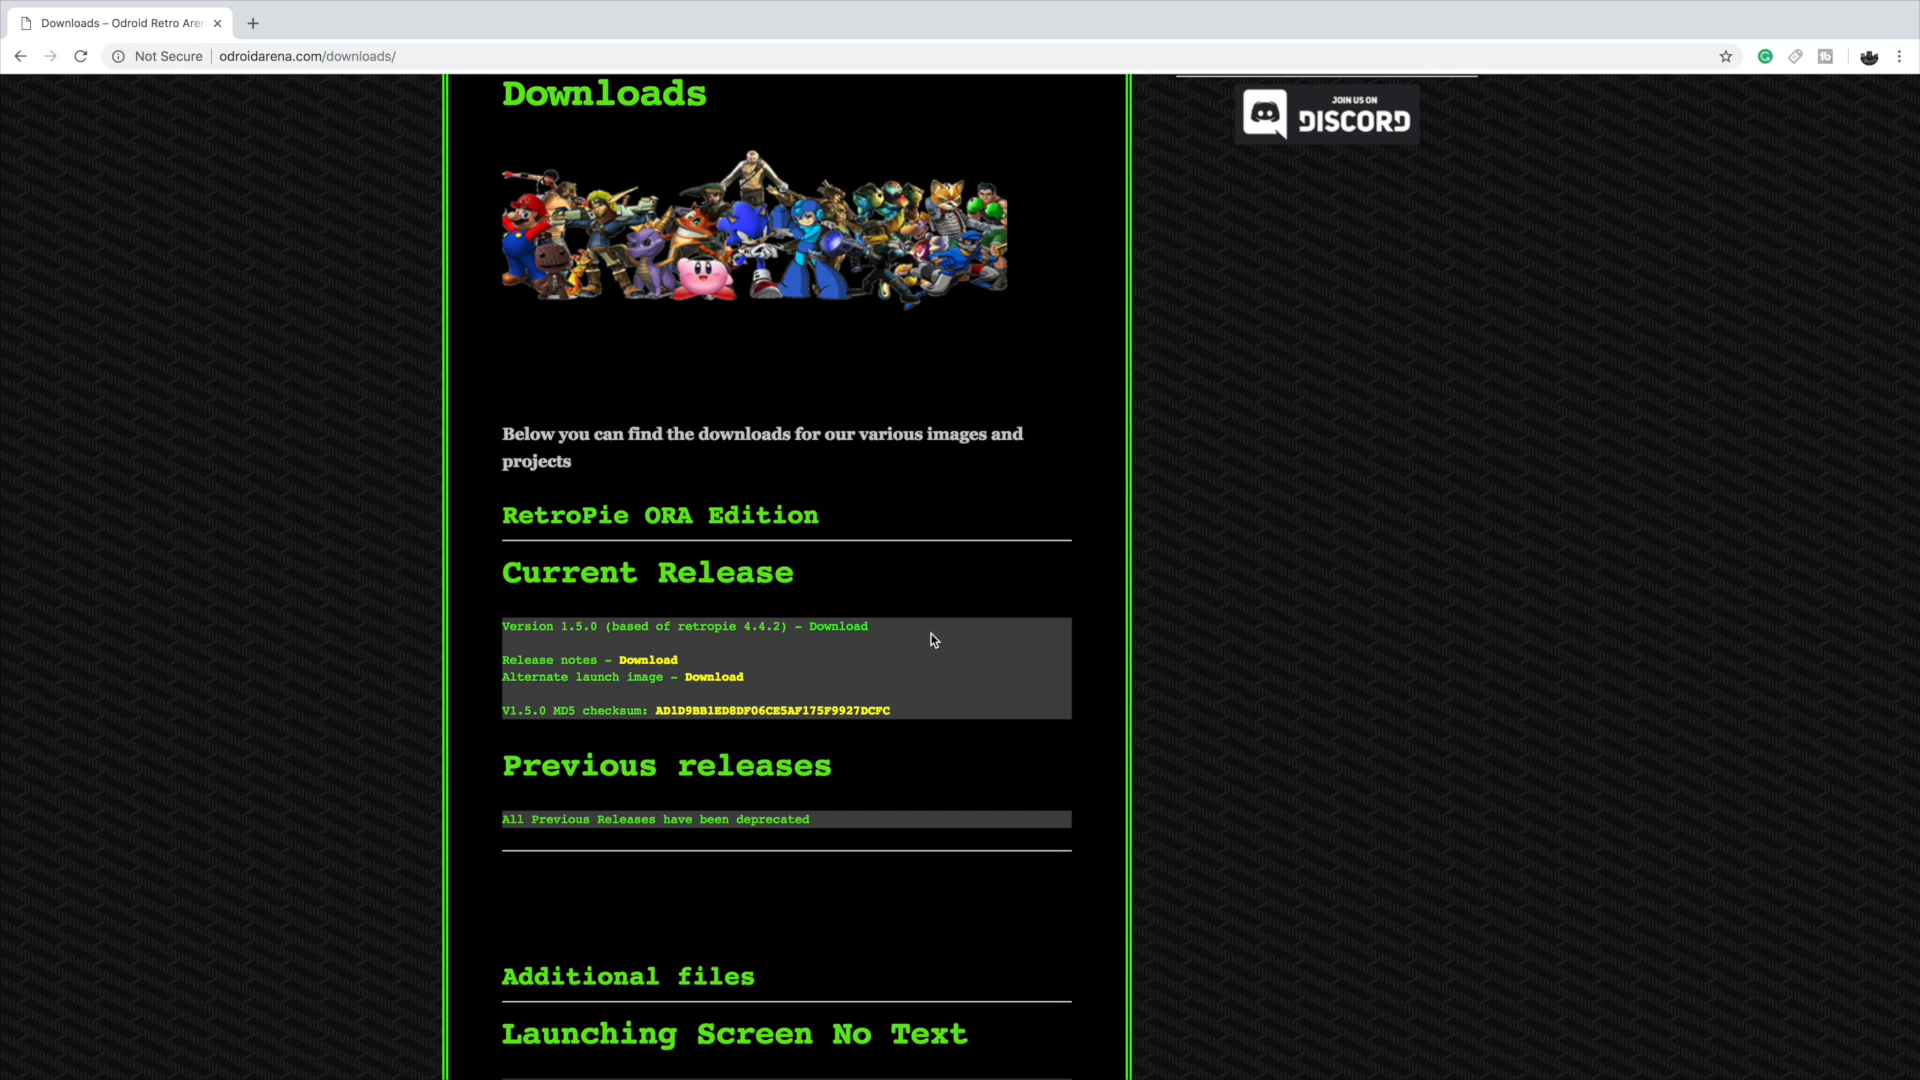 Downloads – Odroid Retro Aren
Not Secure
odroidarena.com/downloads/
Downloads
JOIN US ON
DISCORD
Below you can find the downloads for our various images and
projects
RetroPie ORA Edition
Current Release
Version 1.5.0 (based of retropie 4.4.2) – Download
Release notes – Download
Alternate launch image – Download
V1.5.0 MD5 checksum: AD1D9BB1ED8DF06CE5AF175F9927DCFC
Previous releases
All Previous Releases have been deprecated
Additional files
Launching Screen No Text